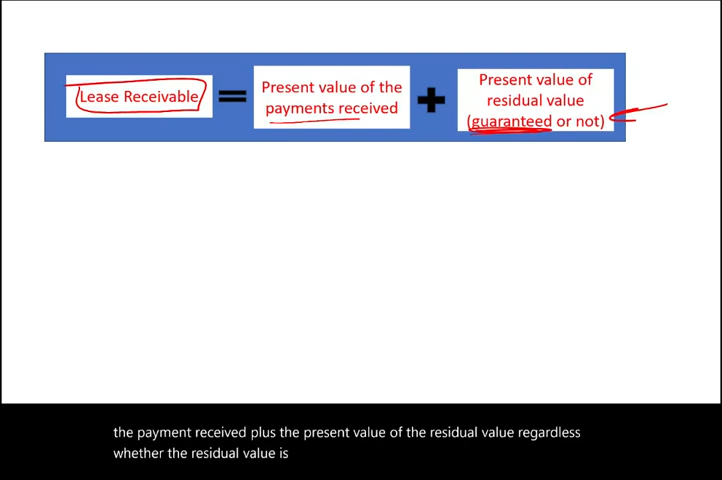 Lease Receivable
Present value of the
payments received
Present value of
residual value
(guaranteed or not)
the payment received plus the present value of the residual value regardless
whether the residual value is